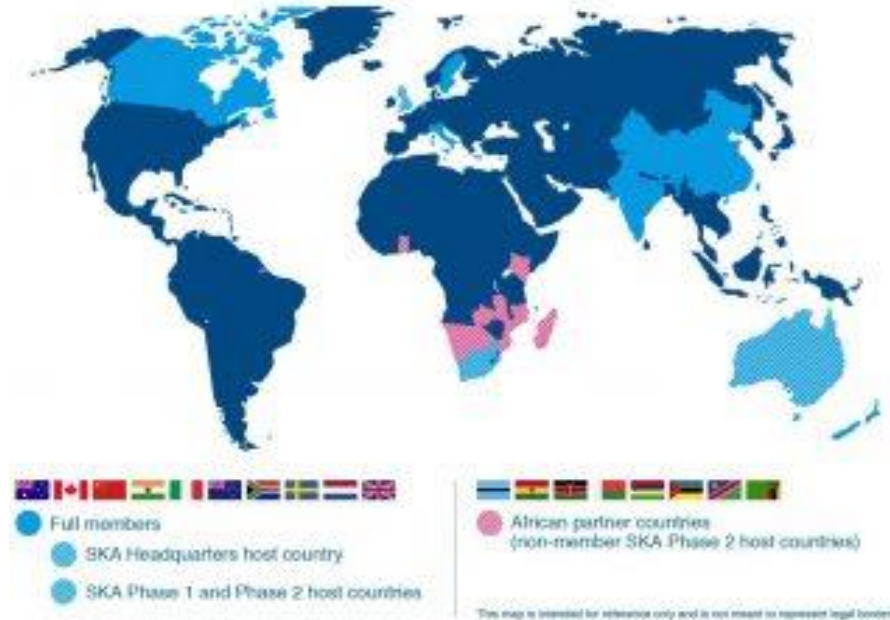 Full members
SKA Headquarters host country
SKA Phase 1 and Phase 2 host countries
African partner countries
(non-member SKA Phase 2 host countries)
This map is intended for reference only and is not meant to represent legal borders